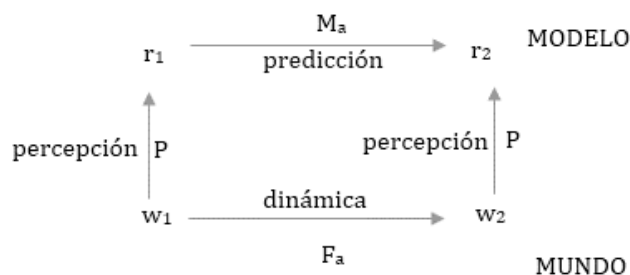 Mₐ
r₁ predicción r₂ MODELO
percepción P percepción P
dinámica
w₁ w₂
Fₐ
MUNDO